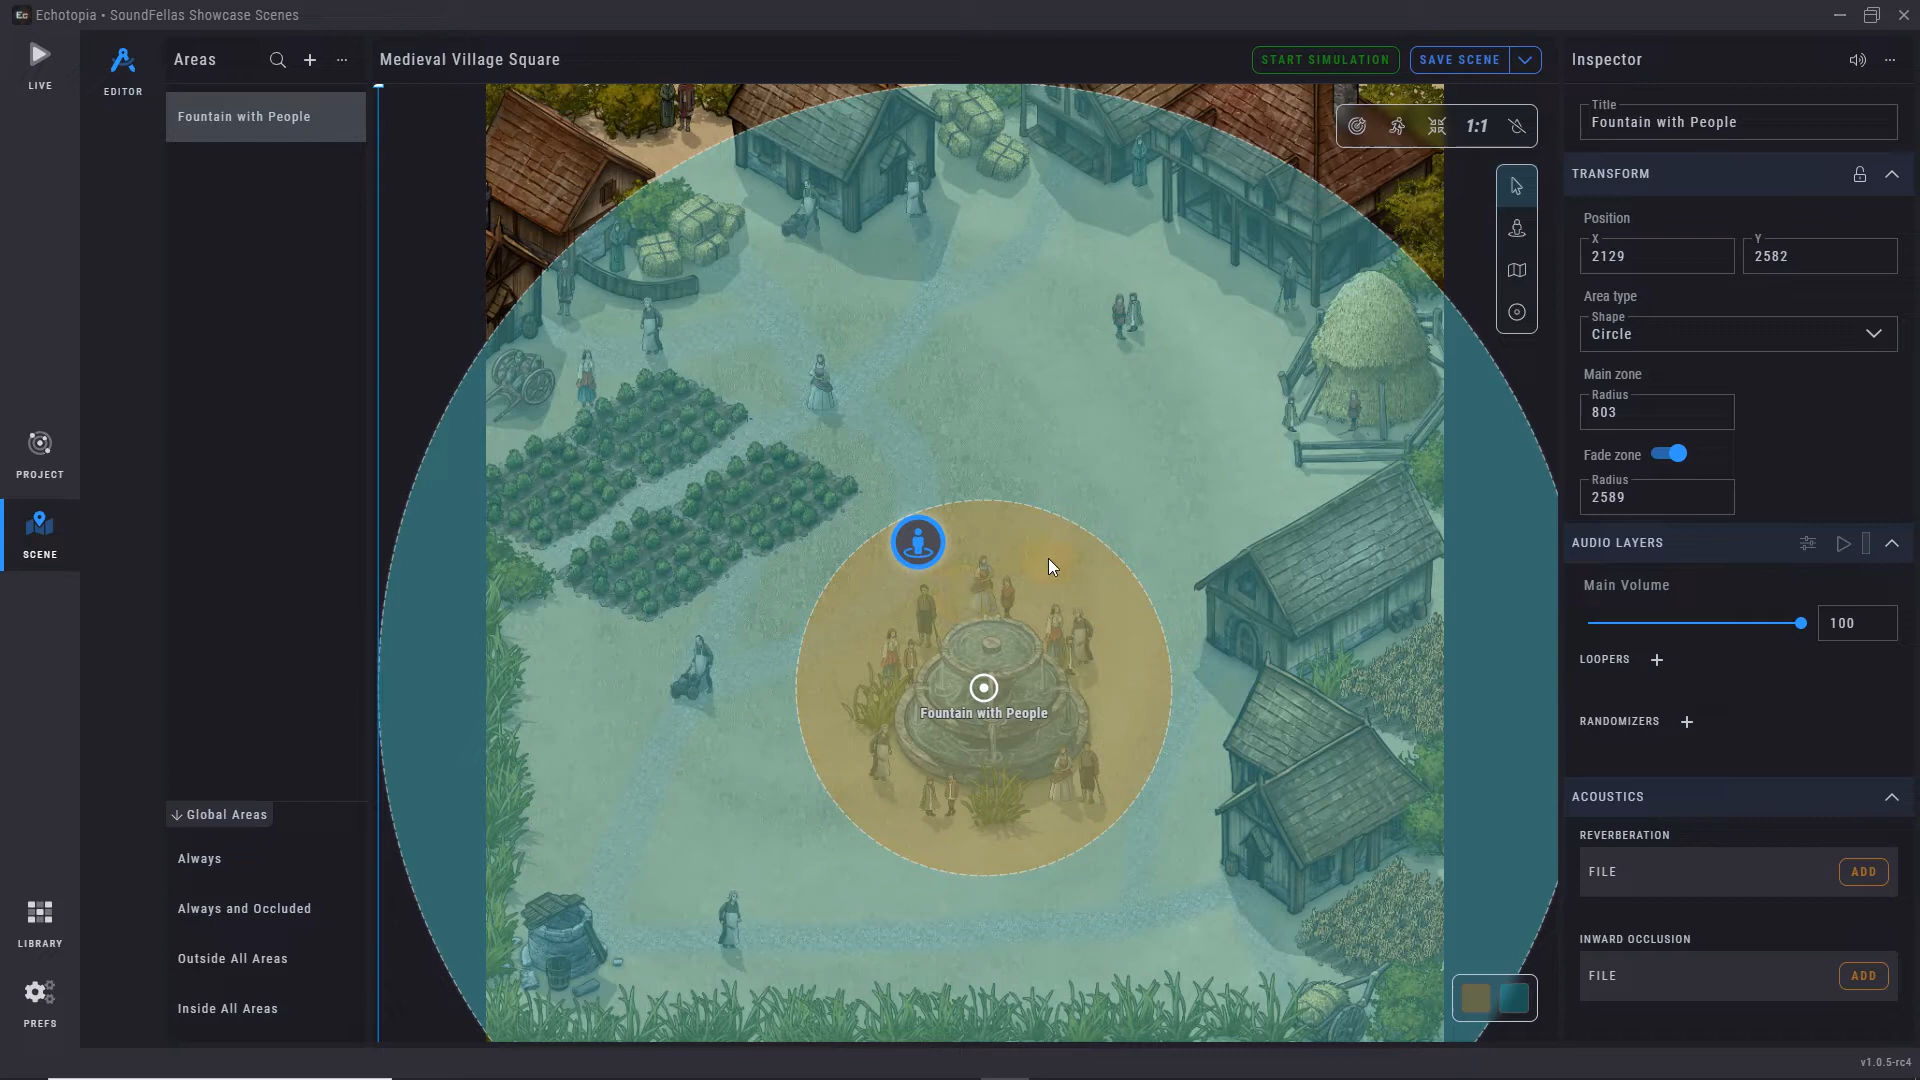 Echotopia • SoundFellas Showcase Scenes
LIVE
EDITOR
PROJECT
SCENE
LIBRARY
PREFS
Areas
Fountain with People
Global Areas
Always
Always and Occluded
Outside All Areas
Inside All Areas
Medieval Village Square
START SIMULATION
SAVE SCENE
1:1
Fountain with People
Inspector
Title
Fountain with People
TRANSFORM
Position
X
2129
Y
2582
Area type
Shape
Circle
Main zone
Radius
803
Fade zone
Radius
2589
AUDIO LAYERS
Main Volume
100
LOOPERS
RANDOMIZERS
ACOUSTICS
REVERBERATION
FILE
ADD
INWARD OCCLUSION
FILE
ADD
v1.0.5-rc4